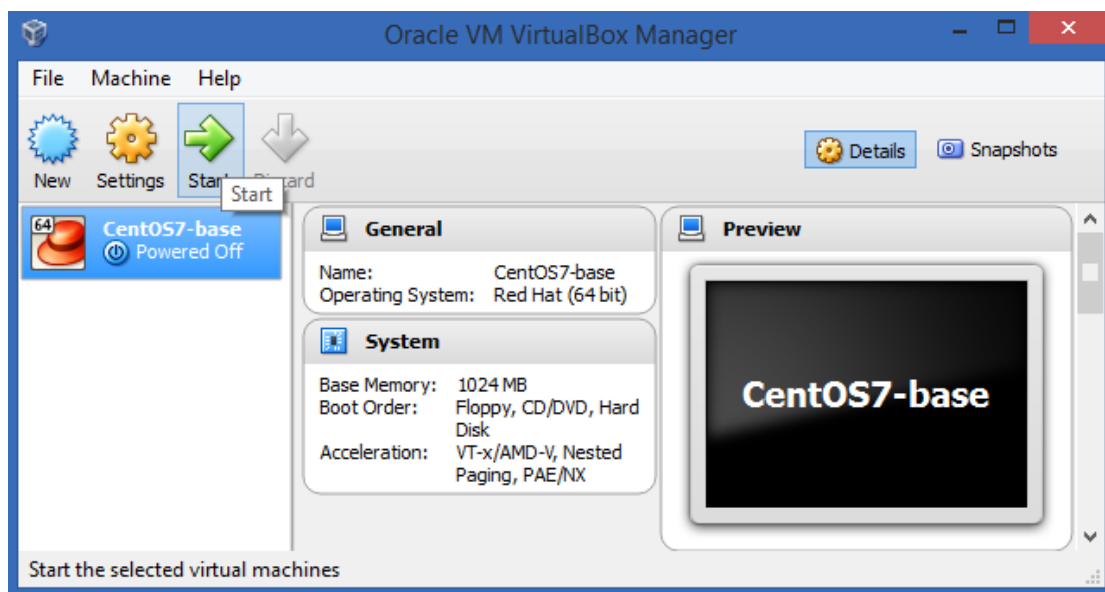 Oracle VM VirtualBox Manager
File Machine Help
New Settings Start
Start
Details Snapshots
64
CentOS7-base
Powered Off
General
Name: CentOS7-base
Operating System: Red Hat (64 bit)
System
Base Memory: 1024 MB
Boot Order: Floppy, CD/DVD, Hard
Disk
Acceleration: VT-x/AMD-V, Nested
Paging, PAE/NX
Preview
CentOS7-base
Start the selected virtual machines